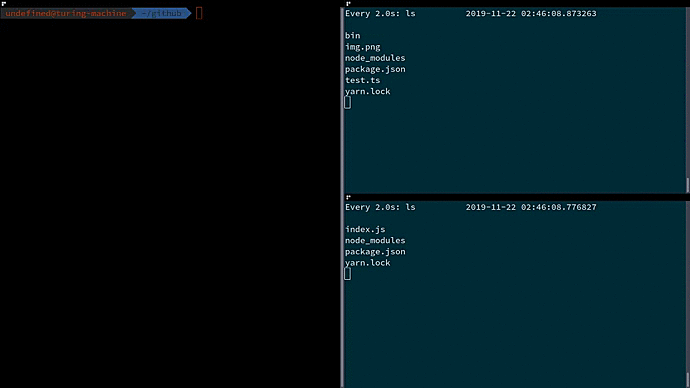 undefined@turing-machine ~/github
Every 2.0s: ls 2019-11-22 02:46:08.873263
bin
img.png
node_modules
package.json
test.ts
yarn.lock
Every 2.0s: ls 2019-11-22 02:46:08.776827
index.js
node_modules
package.json
yarn.lock